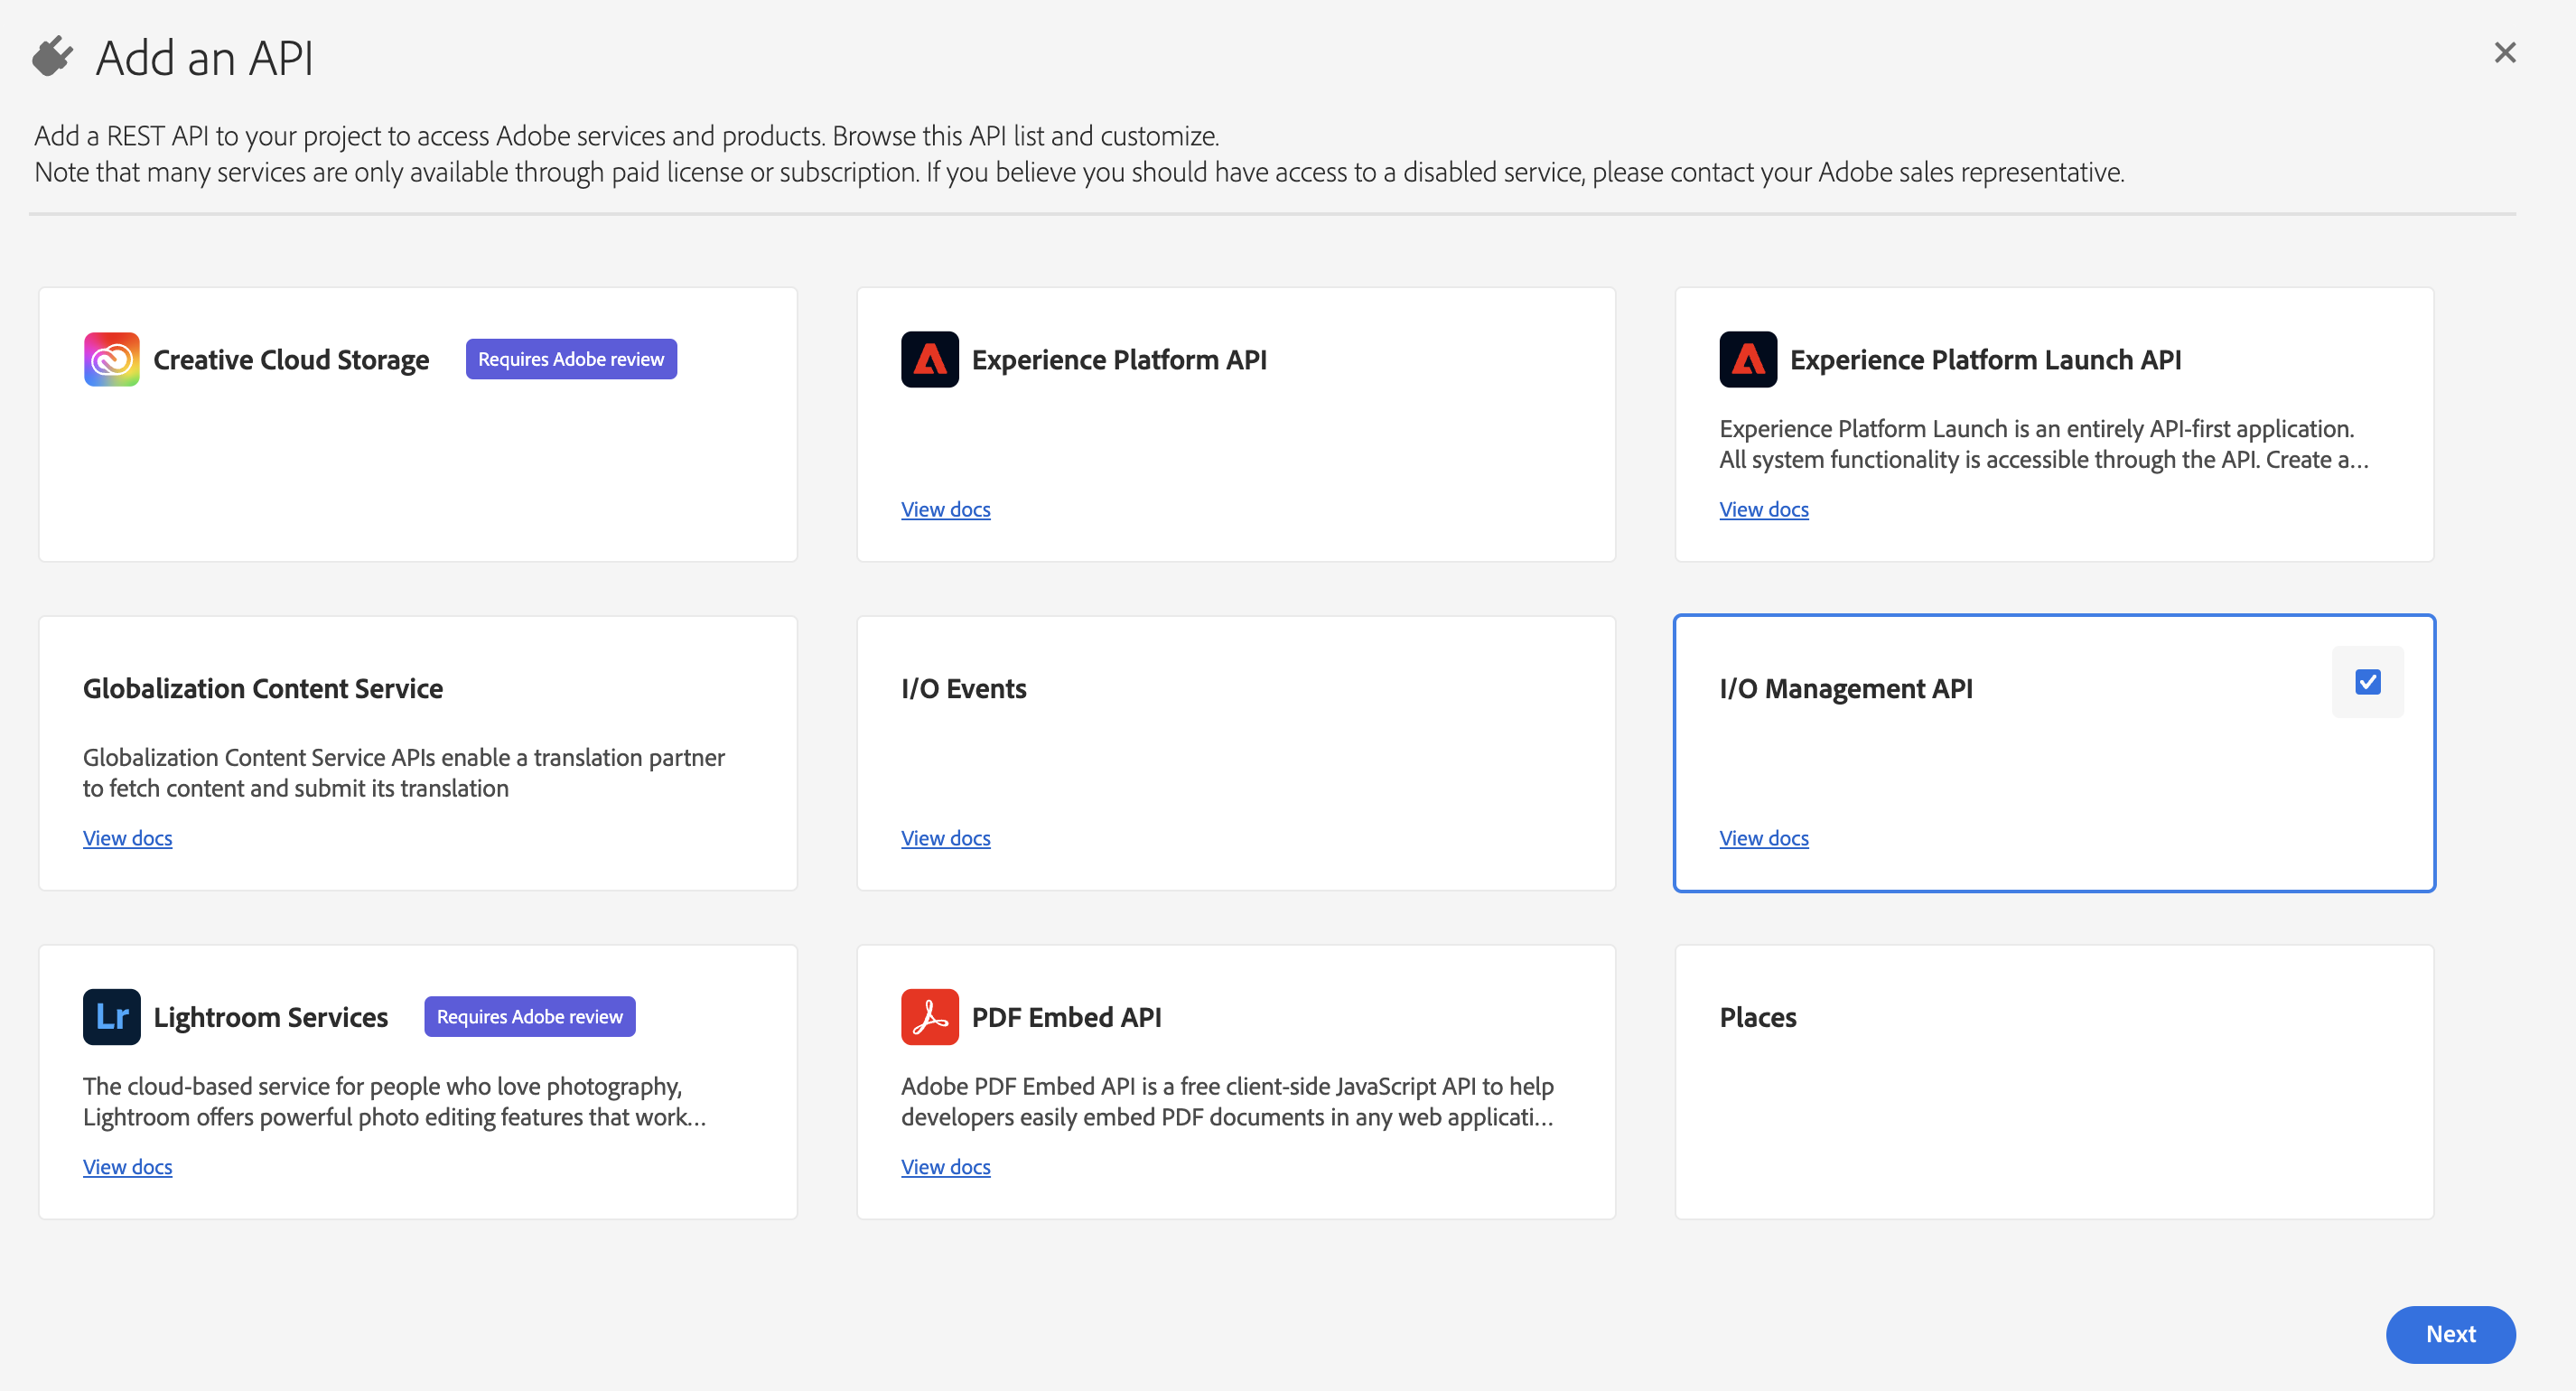 Add an API
Add a REST API to your project to access Adobe services and products. Browse this API list and customize.
Note that many services are only available through paid license or subscription. If you believe you should have access to a disabled service, please contact your Adobe sales representative.
Creative Cloud Storage
Requires Adobe review
Experience Platform API
View docs
Experience Platform Launch API
Experience Platform Launch is an entirely API-first application.
All system functionality is accessible through the API. Create a...
View docs
Globalization Content Service
Globalization Content Service APIs enable a translation partner
to fetch content and submit its translation
View docs
I/O Events
View docs
I/O Management API
View docs
Lr
Lightroom Services
Requires Adobe review
The cloud-based service for people who love photography,
Lightroom offers powerful photo editing features that work...
View docs
PDF Embed API
Adobe PDF Embed API is a free client-side JavaScript API to help
developers easily embed PDF documents in any web applicati...
View docs
Places
Next